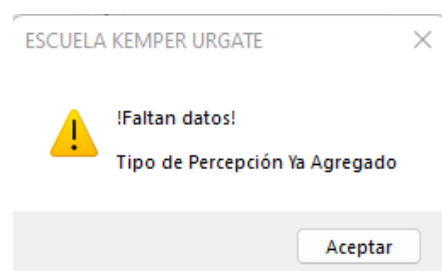 ESCUELA KEMPER URGATE
!Faltan datos!
Tipo de Percepción Ya Agregado
Aceptar